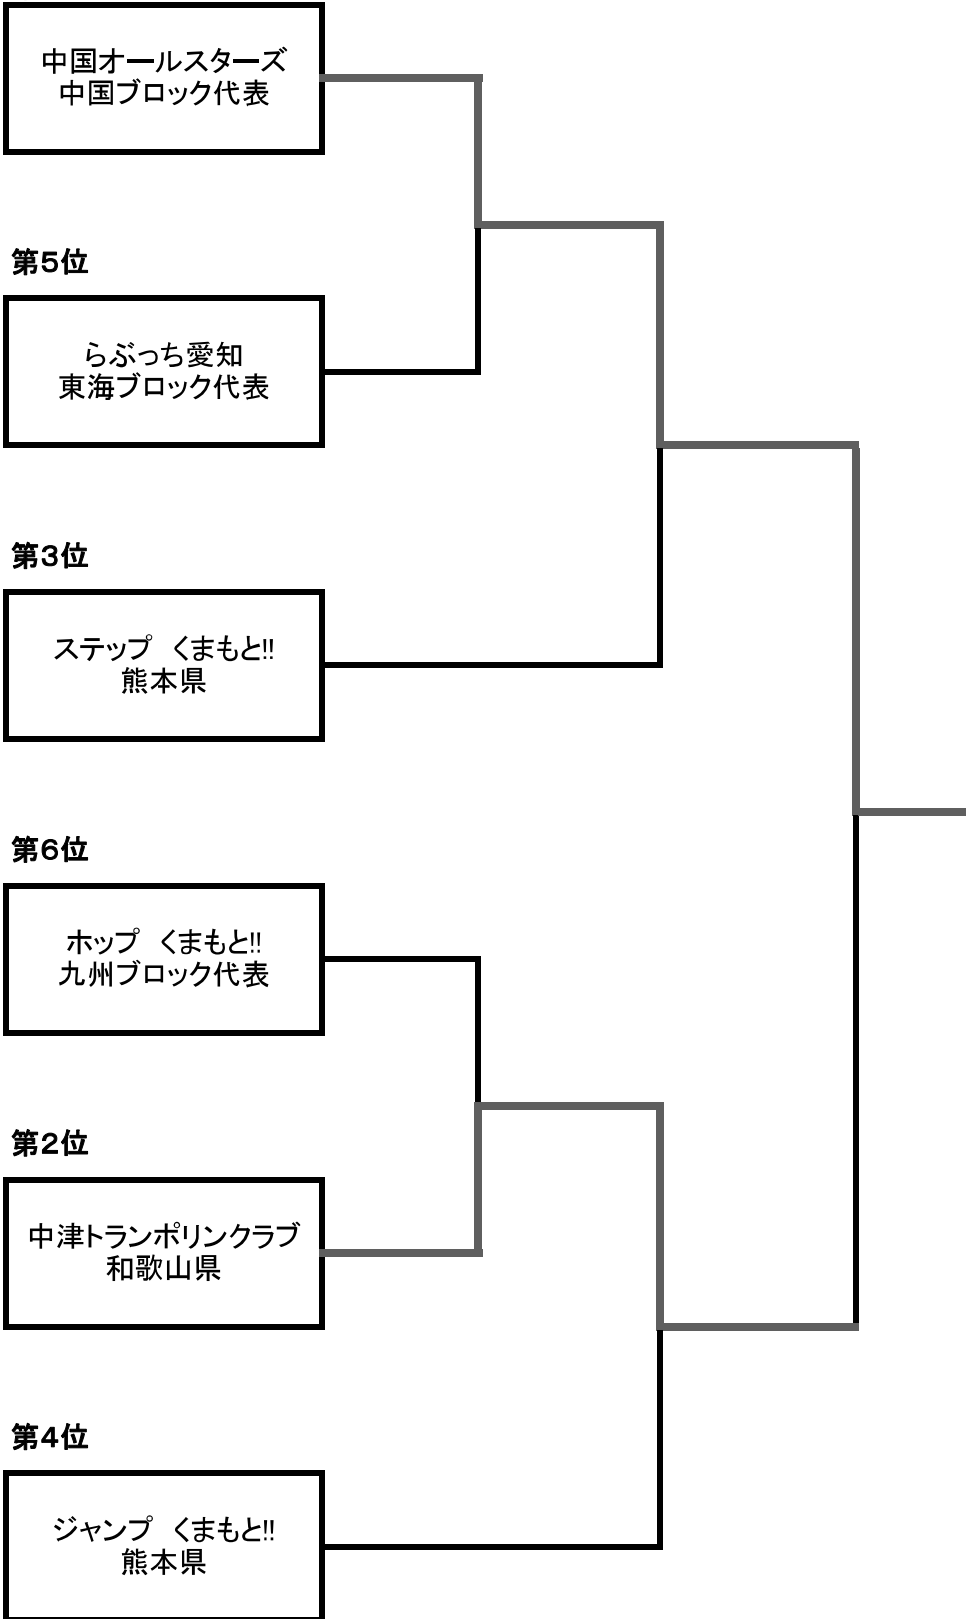 中国オールスターズ
中国ブロック代表
第5位
らぶっち愛知
東海ブロック代表
第3位
ステップ　くまもと!!
熊本県
第6位
ホップ　くまもと!!
九州ブロック代表
第2位
中津トランポリンクラブ
和歌山県
第4位
ジャンプ　くまもと!!
熊本県